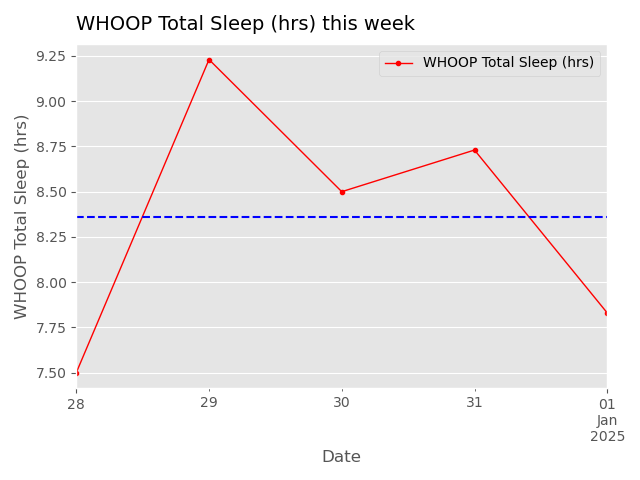 WHOOP Total Sleep (hrs) this week
WHOOP Total Sleep (hrs)
WHOOP Total Sleep (hrs)
9.25
9.00
8.75
8.50
8.25
8.00
7.75
7.50
28
29
30
31
01
Jan
2025
Date